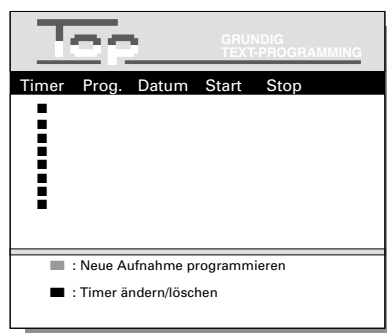 Top
GRUNDIG
TEXT-PROGRAMMING
Timer Prog. Datum Start Stop
: Neue Aufnahme programmieren
: Timer ändern/löschen